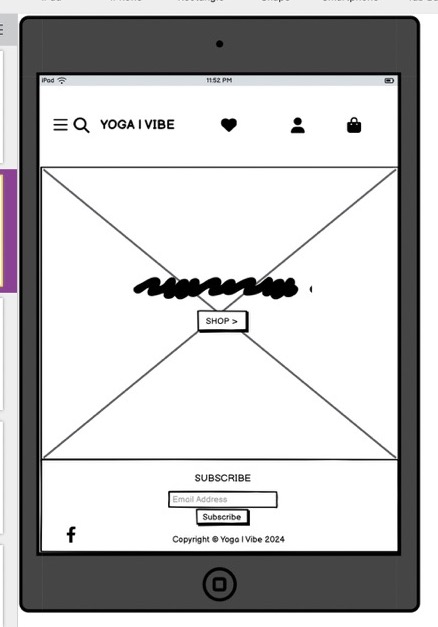 iPad 11:52 PM
YOGA | VIBE
SHOP >
SUBSCRIBE
Email Address
Subscribe
Copyright © Yoga | Vibe 2024